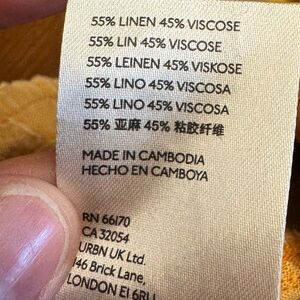 55% LINEN 45% VISCOSE
55% LIN 45% VISCOSE
55% LEINEN 45% VISKOSE
55% LINO 45% VISCOSA
55% LINO 45% VISCOSA
55% 亚麻 45% 粘胶纤维
MADE IN CAMBODIA
HECHO EN CAMBOYA
RN 66170
CA 32054
URBN UK Ltd.
146 Brick Lane,
LONDON E1 6RU